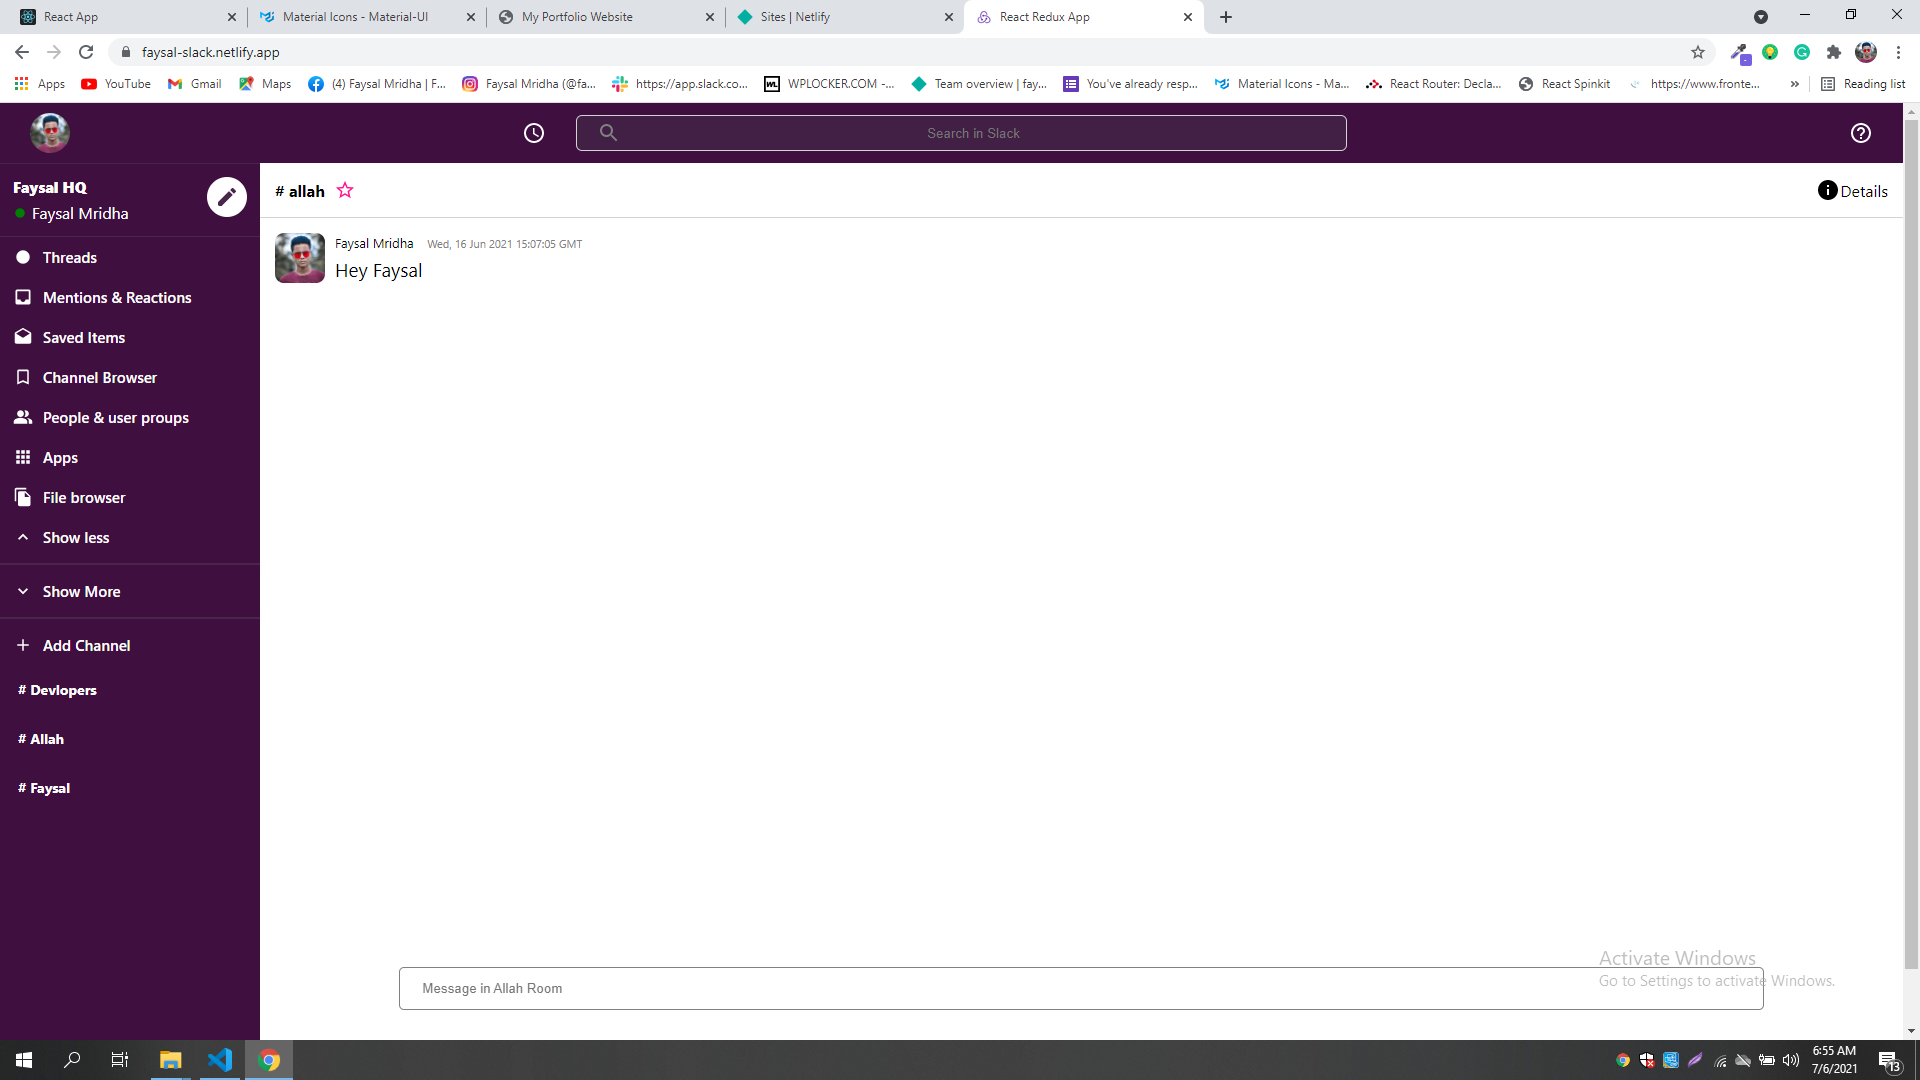 React App
Material Icons - Material-UI
My Portfolio Website
Sites | Netlify
React Redux App
faysal-slack.netlify.app
Apps
YouTube
Gmail
Maps
(4) Faysal Mridha | F...
Faysal Mridha (@fa...
https://app.slack.co...
WPLOCKER.COM -...
Team overview | fay...
You've already resp...
Material Icons - Ma...
React Router: Decla...
React Spinkit
https://www.fronte...
»
Reading list
Search in Slack
Faysal HQ
Faysal Mridha
# allah
Details
Faysal Mridha Wed, 16 Jun 2021 15:07:05 GMT
Hey Faysal
Threads
Mentions & Reactions
Saved Items
Channel Browser
People & user proups
Apps
File browser
Show less
Show More
Add Channel
# Devlopers
# Allah
# Faysal
Message in Allah Room
Activate Windows
Go to Settings to activate Windows.
6:55 AM
7/6/2021
13